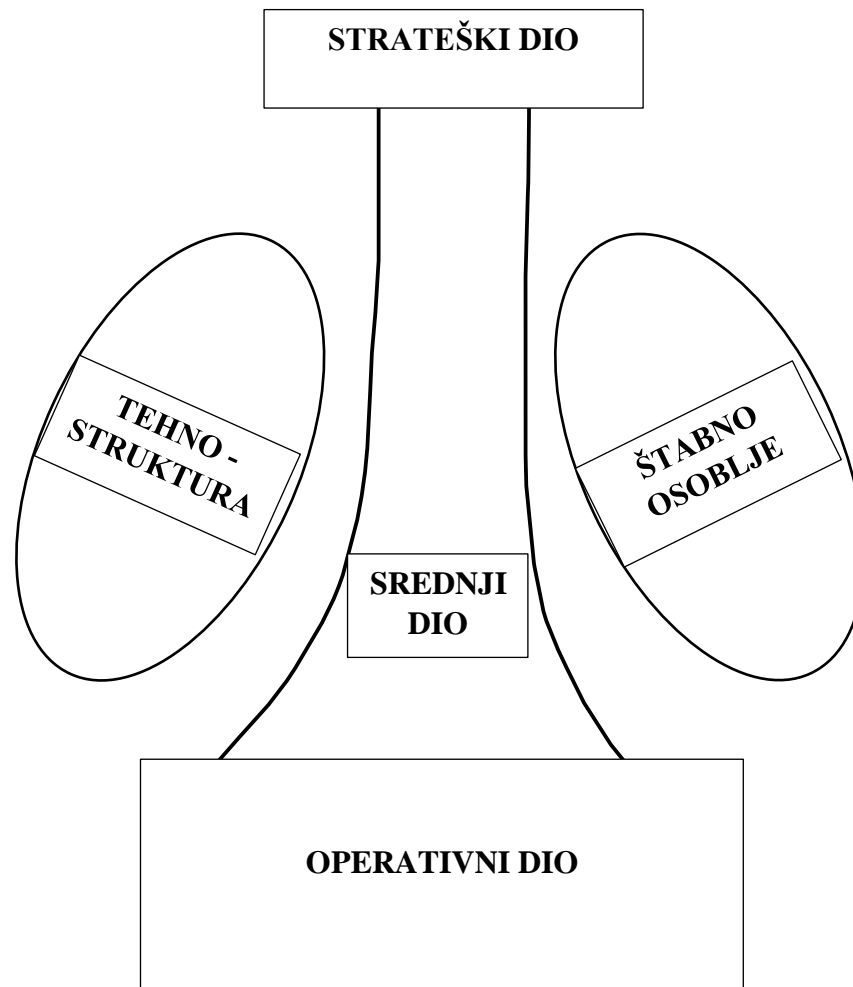 STRATEŠKI DIO
TEHNO -
STRUKTURA
ŠTABNO
OSOBLJE
SREDNJI
DIO
OPERATIVNI DIO